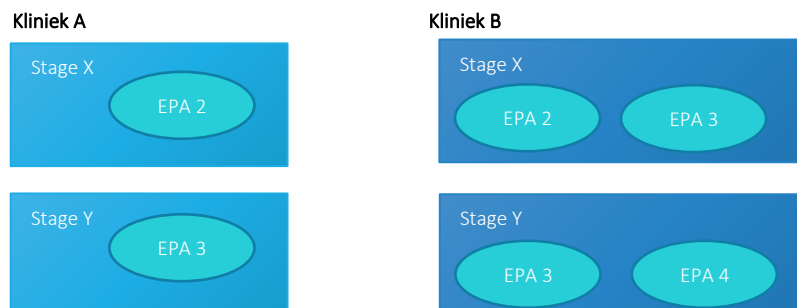 Kliniek A
Stage X
EPA 2
Stage Y
EPA 3
Kliniek B
Stage X
EPA 2 EPA 3
Stage Y
EPA 3 EPA 4